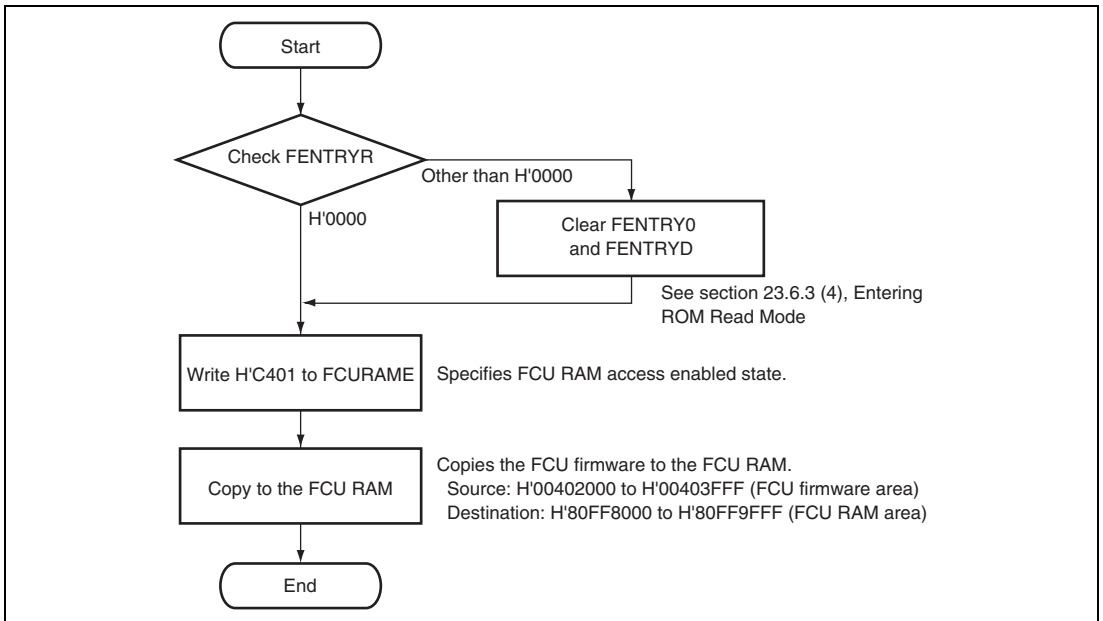 Start
Check FENTRYR
Other than H'0000
H'0000
Clear FENTRY0
and FENTRYD
See section 23.6.3 (4), Entering
ROM Read Mode
Write H'C401 to FCURAME
Specifies FCU RAM access enabled state.
Copy to the FCU RAM
Copies the FCU firmware to the FCU RAM.
Source: H'00402000 to H'00403FFF (FCU firmware area)
Destination: H'80FF8000 to H'80FF9FFF (FCU RAM area)
End